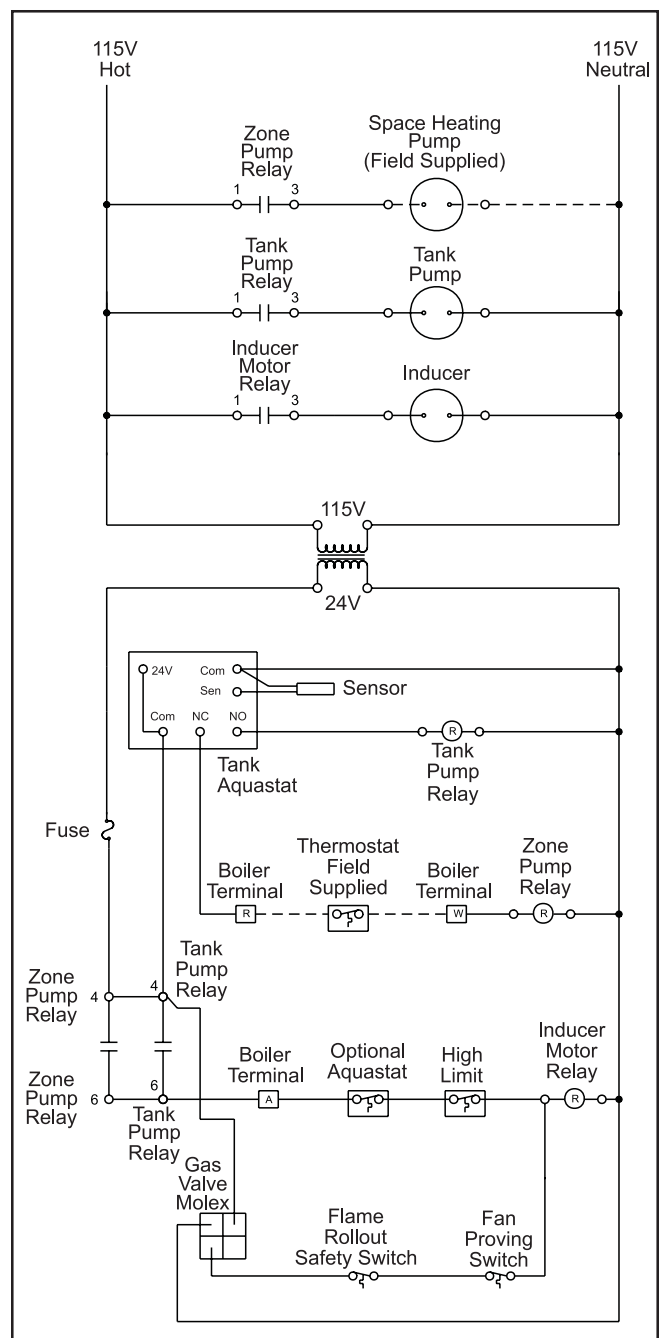 115V
Hot
115V
Neutral
Zone
Pump
Relay
1
3
Space Heating
Pump
(Field Supplied)
Tank
Pump
Relay
1
3
Tank
Pump
Inducer
Motor
Relay
1
3
Inducer
115V
24V
24V
Com
Sen
Sensor
Com
NC
NO
Tank
Aquastat
R
Tank
Pump
Relay
Fuse
Boiler
Terminal
R
Thermostat
Field
Supplied
Boiler
Terminal
W
Zone
Pump
Relay
R
Zone
Pump
Relay
4
4
Tank
Pump
Relay
Zone
Pump
Relay
6
6
Tank
Pump
Relay
Boiler
Terminal
A
Optional
Aquastat
High
Limit
Inducer
Motor
Relay
R
Gas
Valve
Molex
Flame
Rollout
Safety Switch
Fan
Proving
Switch